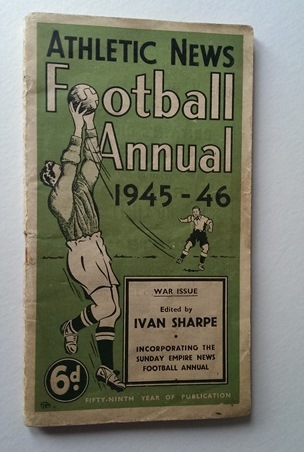 ATHLETIC NEWS
Football
Annual
1945-46
WAR ISSUE
Edited by
IVAN SHARPE
INCORPORATING THE
SUNDAY EMPIRE NEWS
FOOTBALL ANNUAL
6d.
FIFTY-NINTH YEAR OF PUBLICATION